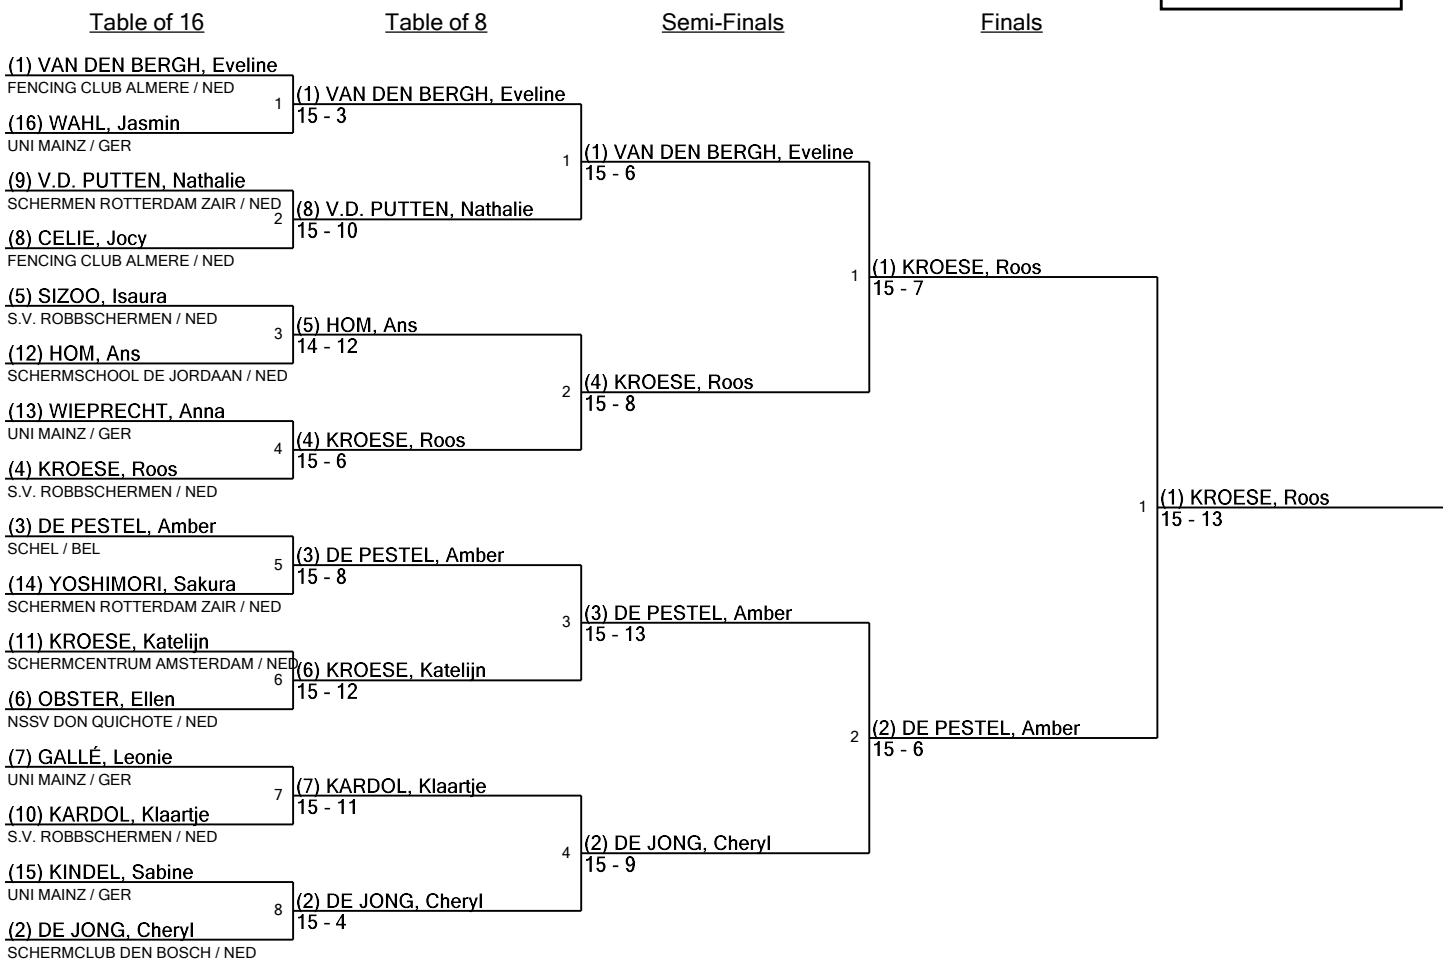 Table of 16
Table of 8
Semi-Finals
Finals
(1) VAN DEN BERGH, Eveline
FENCING CLUB ALMERE / NED
1
(16) WAHL, Jasmin
UNI MAINZ / GER
(9) V.D. PUTTEN, Nathalie
SCHERMEN ROTTERDAM ZAIR / NED
2
(8) CELIE, Jocy
FENCING CLUB ALMERE / NED
(5) SIZOO, Isaura
S.V. ROBBSCHERMEN / NED
3
(12) HOM, Ans
SCHERMSCHOOL DE JORDAAN / NED
(13) WIEPRECHT, Anna
UNI MAINZ / GER
4
(4) KROESE, Roos
S.V. ROBBSCHERMEN / NED
(3) DE PESTEL, Amber
SCHEL / BEL
5
(14) YOSHIMORI, Sakura
SCHERMEN ROTTERDAM ZAIR / NED
(11) KROESE, Katelijn
SCHERMCENTRUM AMSTERDAM / NED
6
(6) OBSTER, Ellen
NSSV DON QUICHOTE / NED
(7) GALLÉ, Leonie
UNI MAINZ / GER
7
(10) KARDOL, Klaartje
S.V. ROBBSCHERMEN / NED
(15) KINDEL, Sabine
UNI MAINZ / GER
8
(2) DE JONG, Cheryl
SCHERMCLUB DEN BOSCH / NED
(1) VAN DEN BERGH, Eveline
15 - 3
1
(8) V.D. PUTTEN, Nathalie
15 - 10
(5) HOM, Ans
14 - 12
2
(4) KROESE, Roos
15 - 6
(3) DE PESTEL, Amber
15 - 8
3
(6) KROESE, Katelijn
15 - 12
(7) KARDOL, Klaartje
15 - 11
4
(2) DE JONG, Cheryl
15 - 4
(1) VAN DEN BERGH, Eveline
15 - 6
1
(4) KROESE, Roos
15 - 8
(3) DE PESTEL, Amber
15 - 13
2
(2) DE JONG, Cheryl
15 - 9
(1) KROESE, Roos
15 - 7
1
(2) DE PESTEL, Amber
15 - 6
(1) KROESE, Roos
15 - 13